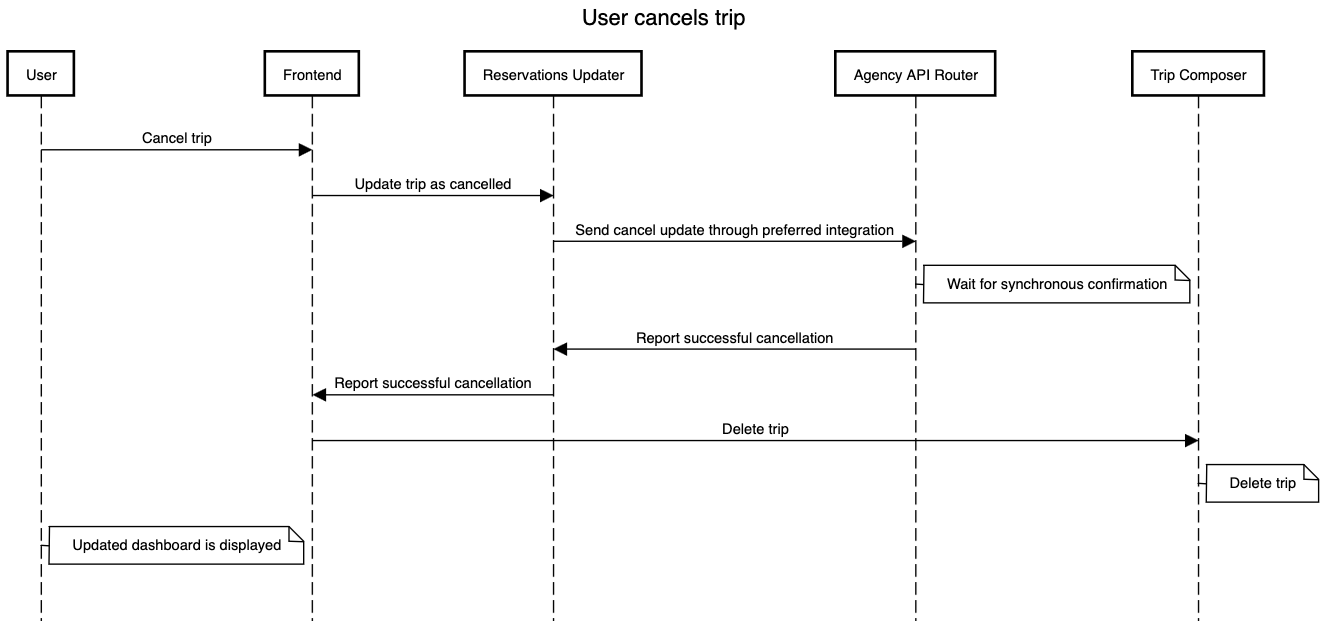 User cancels trip
User
Frontend
Reservations Updater
Agency API Router
Trip Composer
Cancel trip
Update trip as cancelled
Send cancel update through preferred integration
Wait for synchronous confirmation
Report successful cancellation
Report successful cancellation
Delete trip
Delete trip
Updated dashboard is displayed